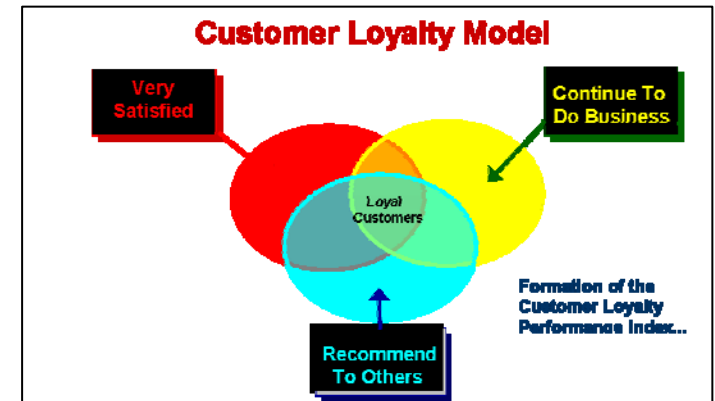 Customer Loyalty Model
Very
Satisfied
Continue To
Do Business
Loyal
Customers
Formation of the
Customer Loyalty
Performance Index...
Recommend
To Others